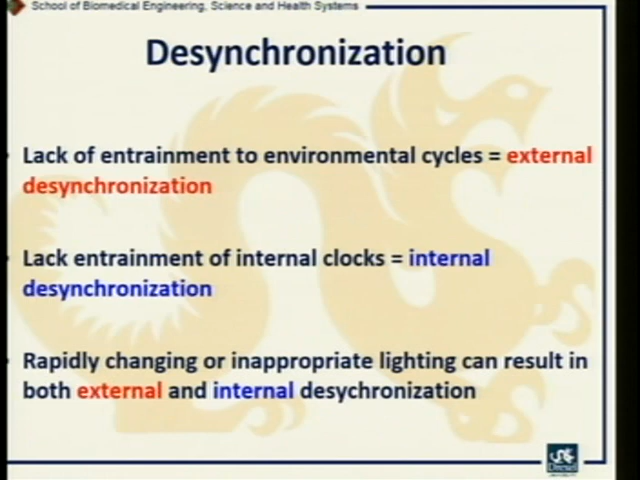 School of Biomedical Engineering, Science and Health Systems
Desynchronization
Lack of entrainment to environmental cycles = external
desynchronization
Lack entrainment of internal clocks = internal
desynchronization
Rapidly changing or inappropriate lighting can result in
both external and internal desychronization
Drexel